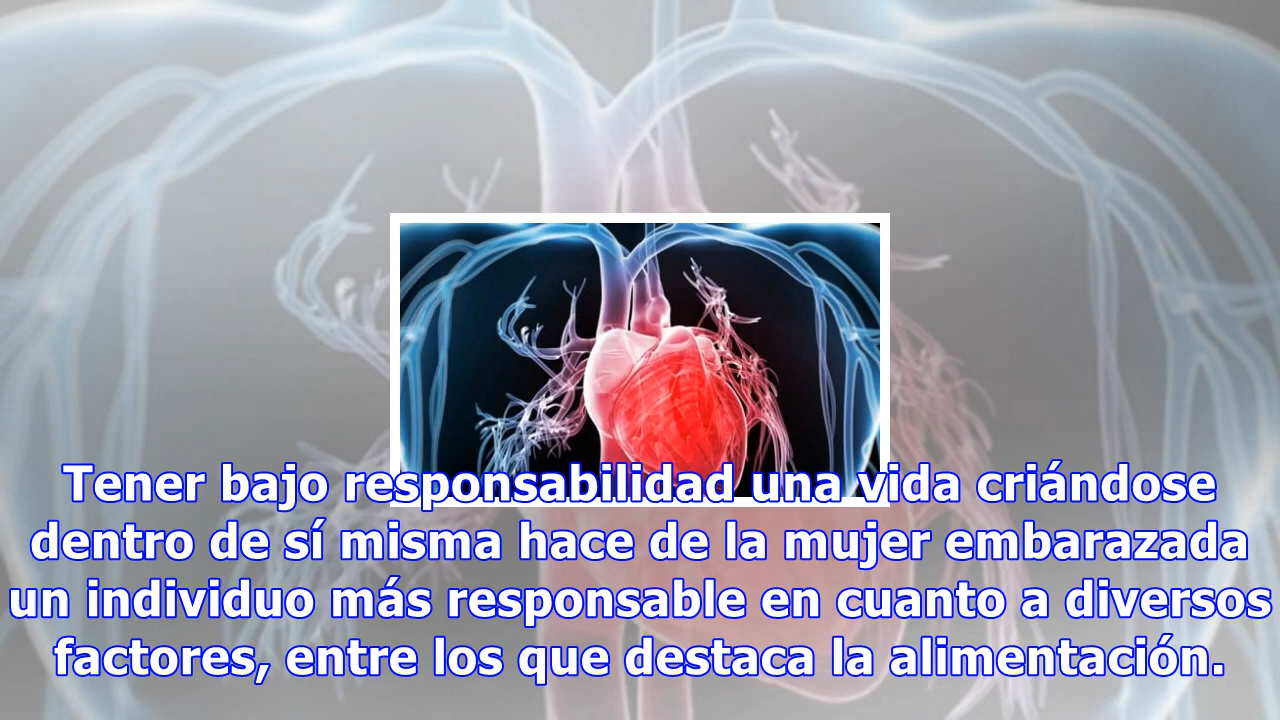 Tener bajo responsabilidad una vida criándose
dentro de sí misma hace de la mujer embarazada
un individuo más responsable en cuanto a diversos
factores, entre los que destaca la alimentación.